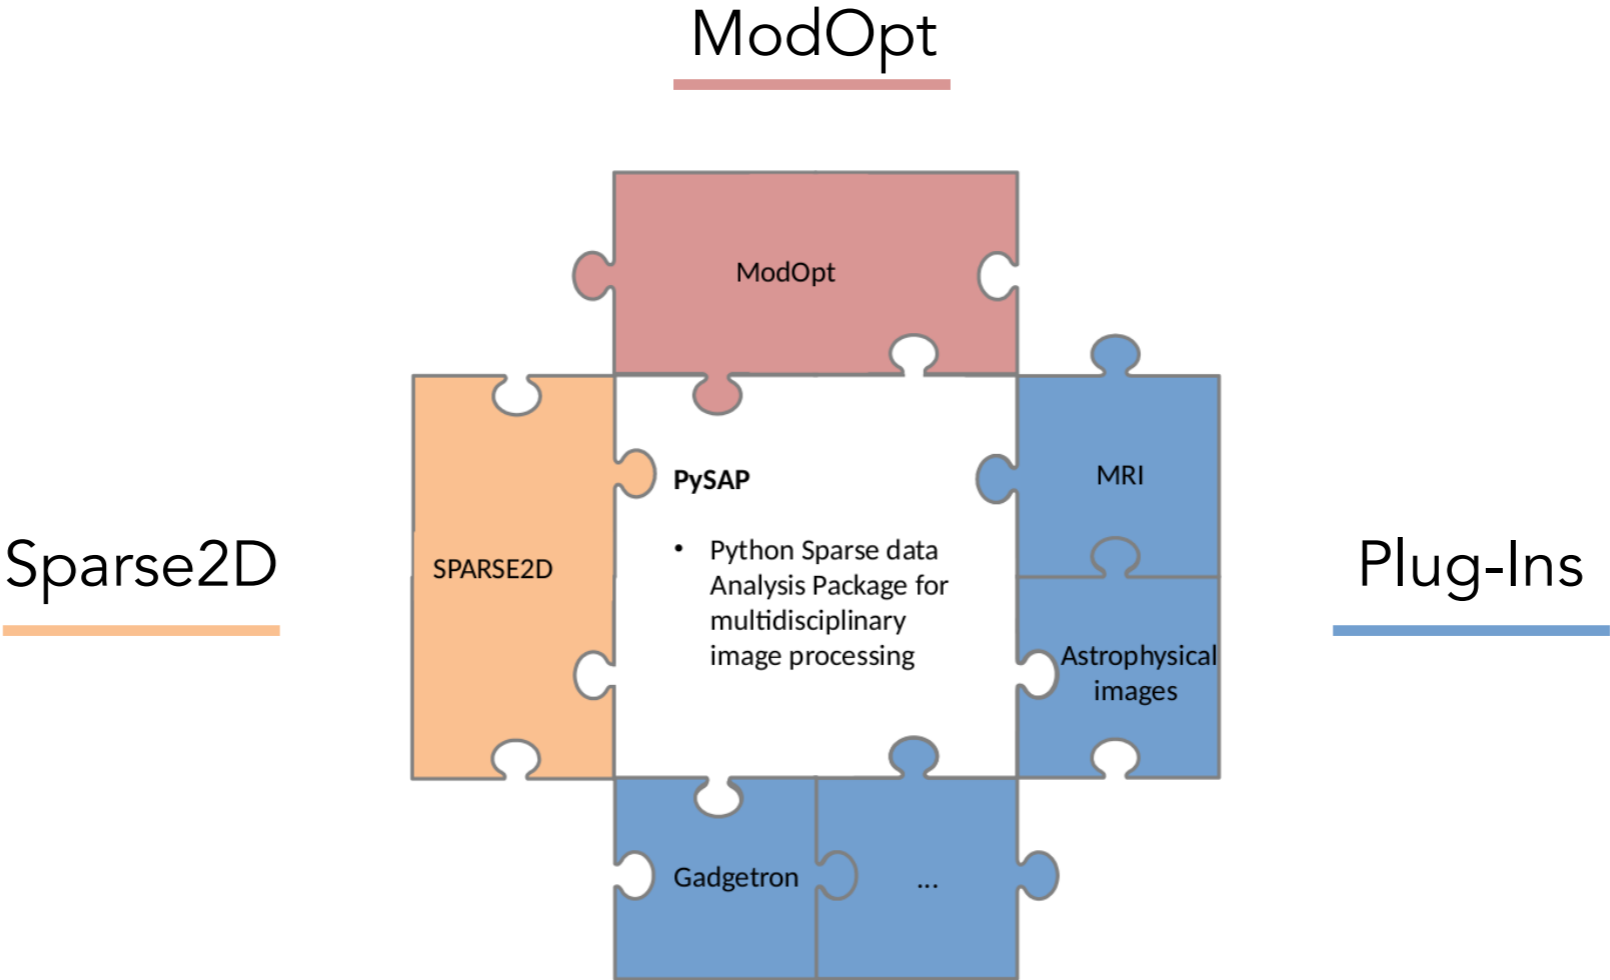 ModOpt
ModOpt
MRI
PySAP
• Python Sparse data
Analysis Package for
multidisciplinary
image processing
Sparse2D
SPARSE2D
Plug-Ins
Astrophysical
images
Gadgetron
...